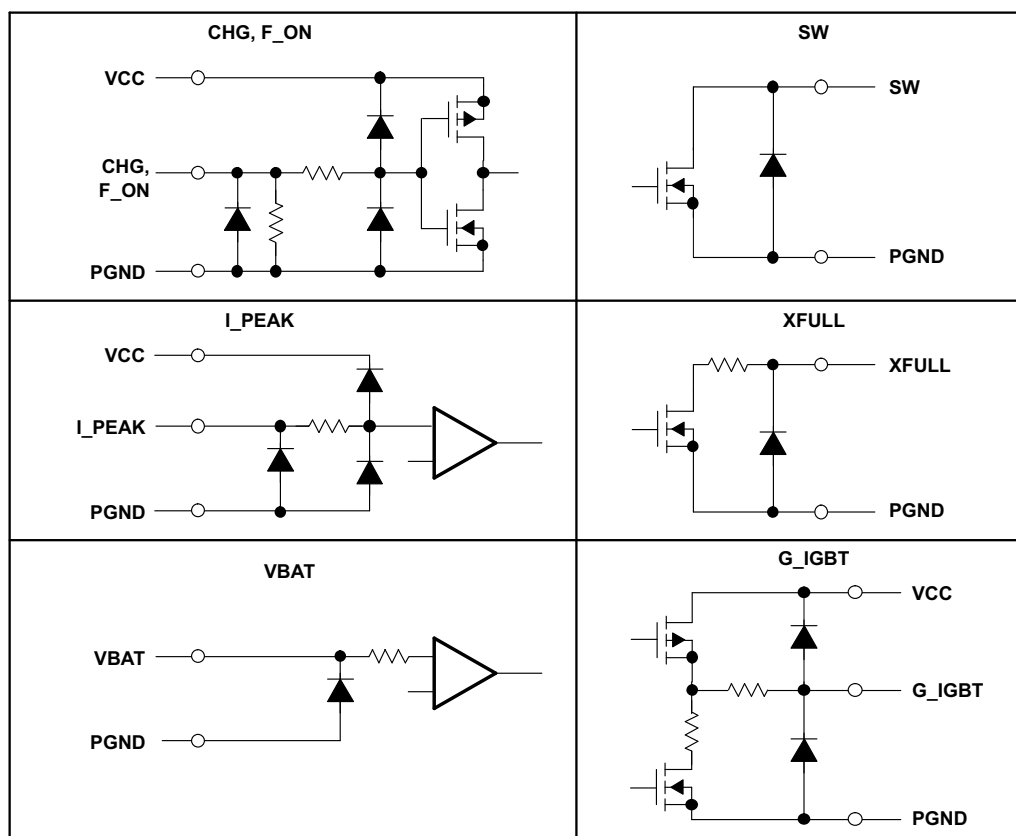 CHG, F_ON
VCC
CHG,
F_ON
PGND
SW
SW
PGND
I_PEAK
VCC
I_PEAK
PGND
XFULL
XFULL
PGND
VBAT
VBAT
PGND
G_IGBT
VCC
G_IGBT
PGND